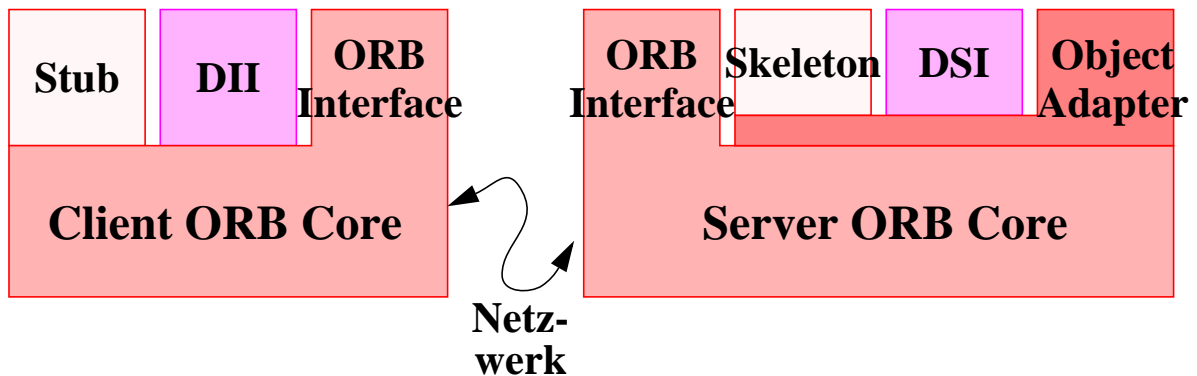 Stub
DII
ORB
Interface
ORB
Interface
Skeleton
DSI
Object
Adapter
Client ORB Core
Server ORB Core
Netz-
werk